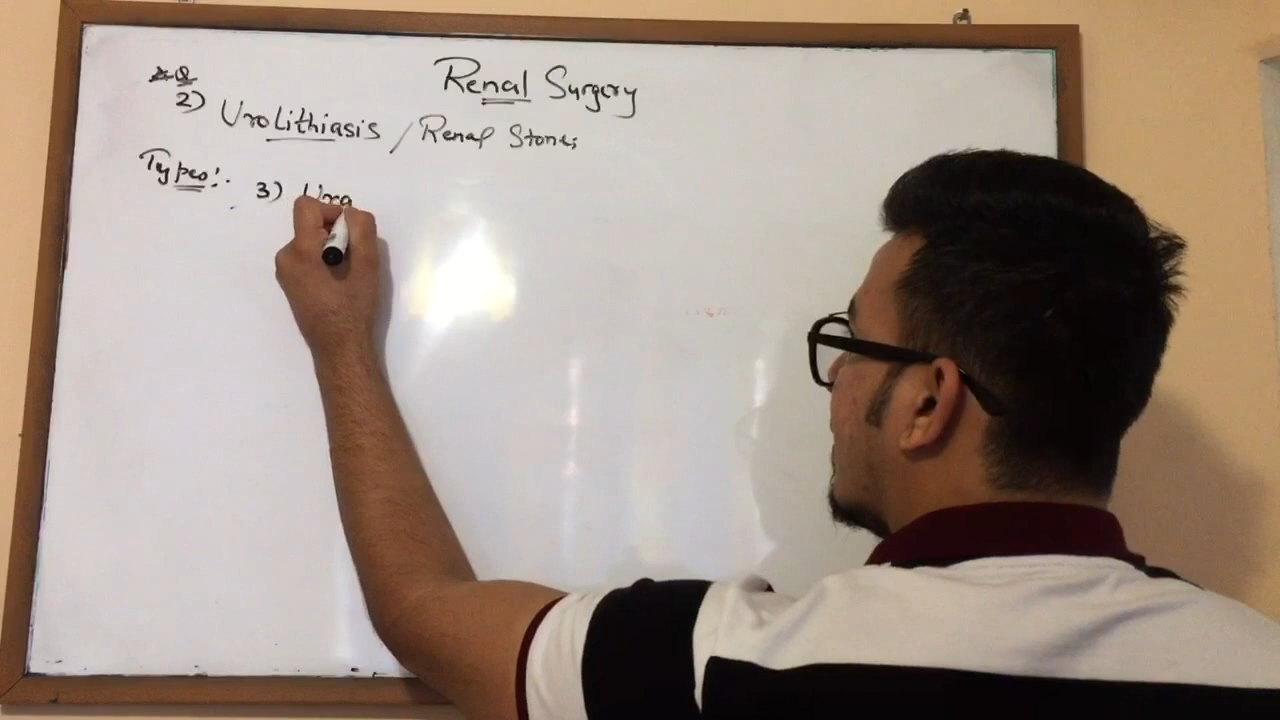 Renal Surgery
Q
2) Urolithiasis / Renal Stones
Types:-
3) Ura